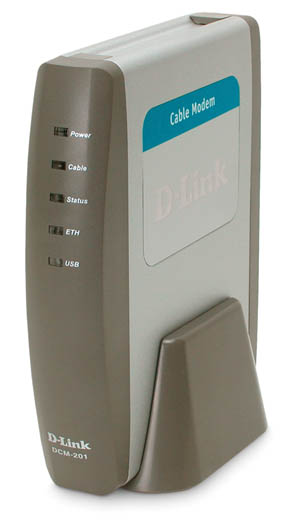 Power
Cable
Status
ETH
USB
D-Link
DCM-201
Cable Modem
D-Link